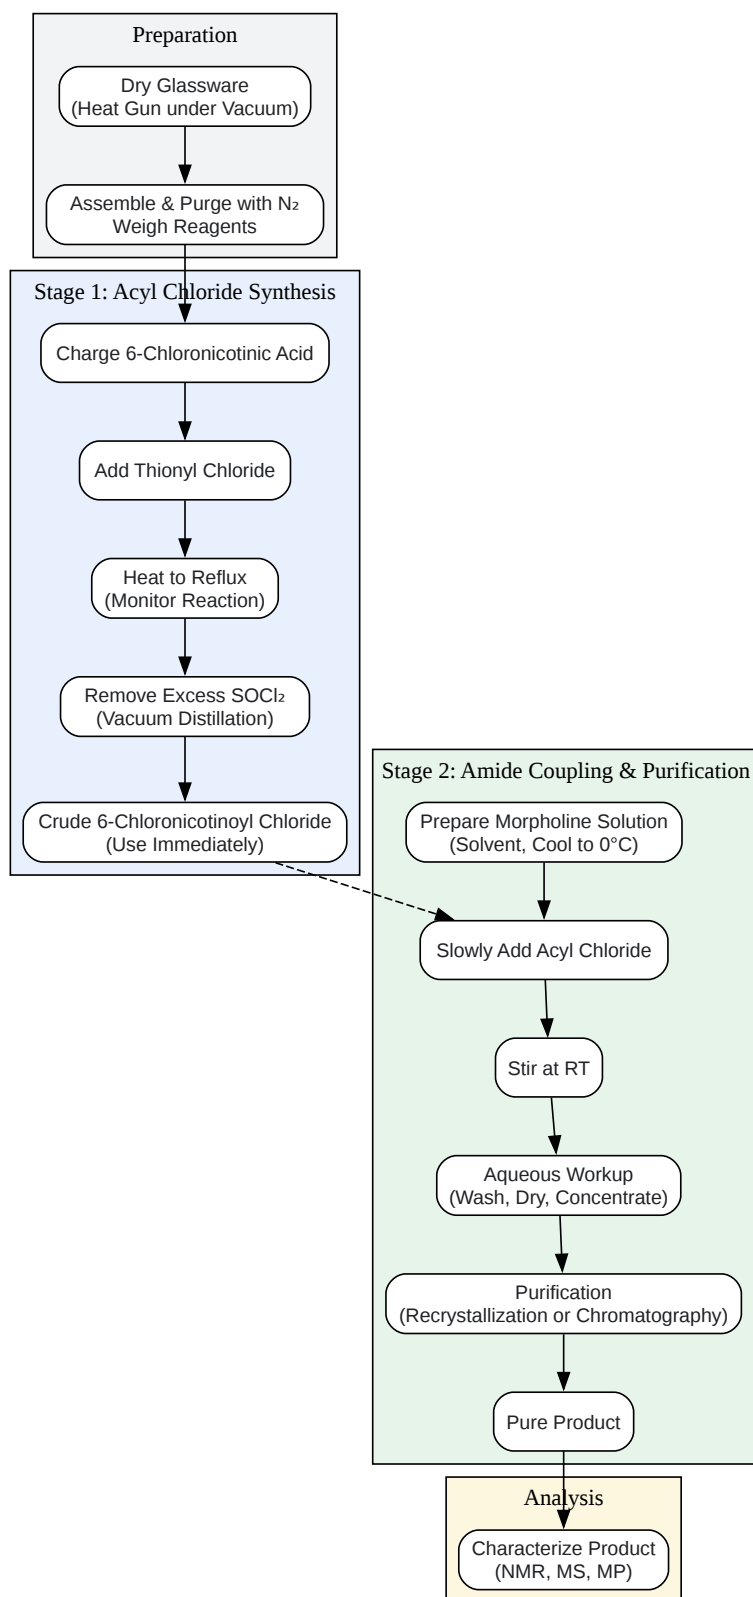 Preparation
Dry Glassware
(Heat Gun under Vacuum)
Assemble & Purge with N₂
Weigh Reagents
Stage 1: Acyl Chloride Synthesis
Charge 6-Chloronicotinic Acid
Add Thionyl Chloride
Heat to Reflux
(Monitor Reaction)
Remove Excess SOCl₂
(Vacuum Distillation)
Crude 6-Chloronicotinoyl Chloride
(Use Immediately)
Stage 2: Amide Coupling & Purification
Prepare Morpholine Solution
(Solvent, Cool to 0°C)
Slowly Add Acyl Chloride
Stir at RT
Aqueous Workup
(Wash, Dry, Concentrate)
Purification
(Recrystallization or Chromatography)
Pure Product
Analysis
Characterize Product
(NMR, MS, MP)